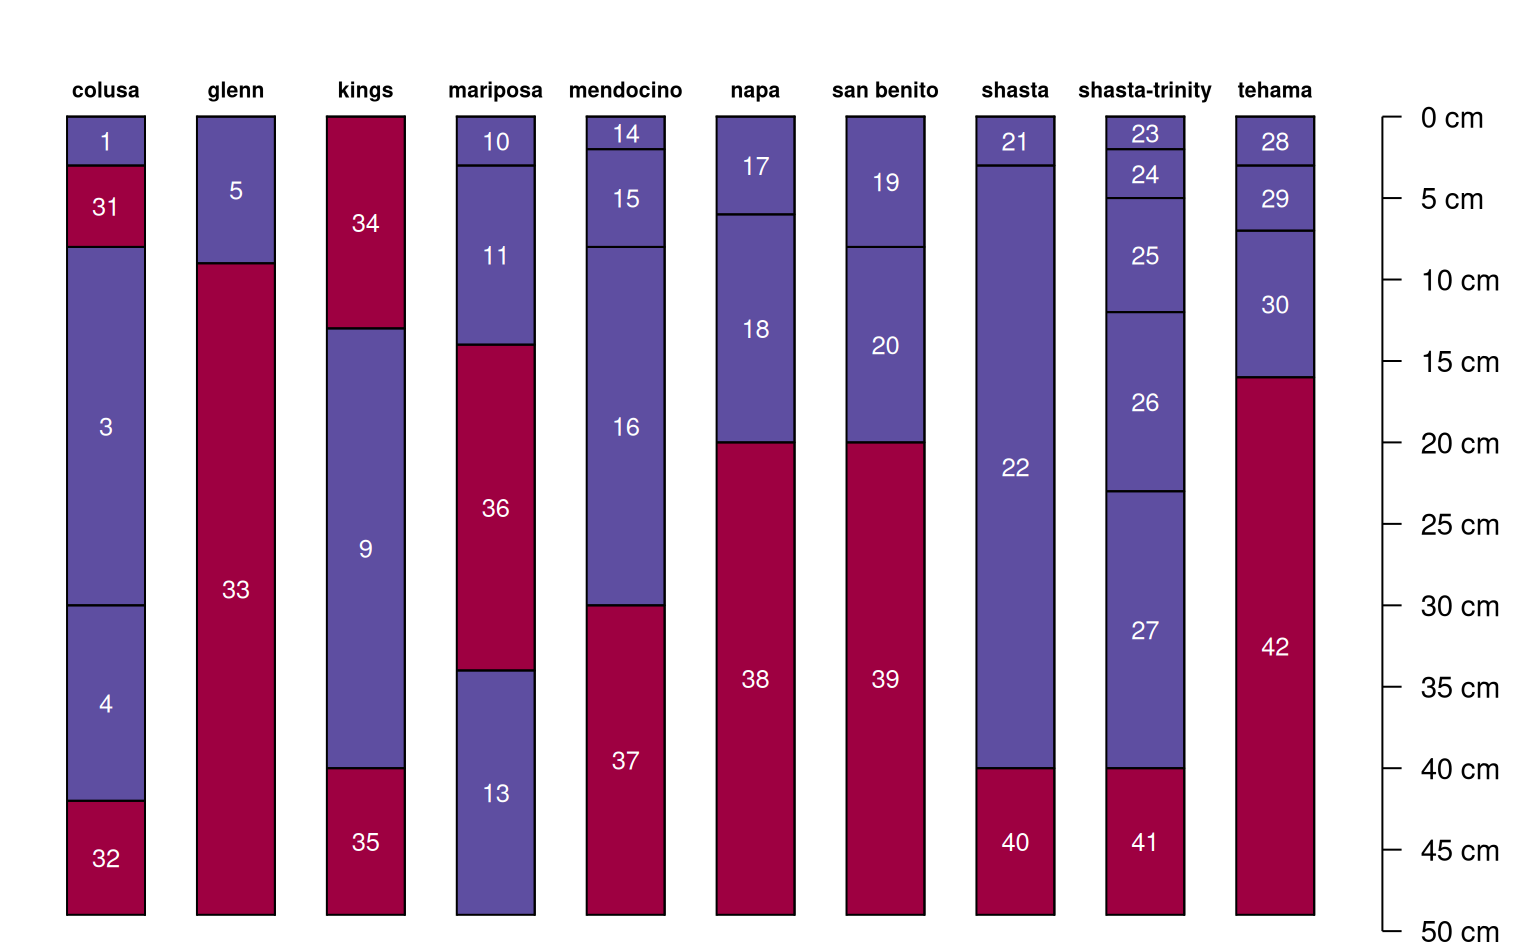 colusa glenn kings mariposa mendocino napa san benito shasta shasta-trinity tehama
0 cm
14 23
1 10 21 28
17
24
19
5 15 29
5 cm
31
34
11 25
10 cm
30
18
20
15 cm
26
3 16
20 cm
22
36
25 cm
9
33
30 cm
27
42
38 39
35 cm
4
37
40 cm
13
35 40 41
45 cm
32
50 cm